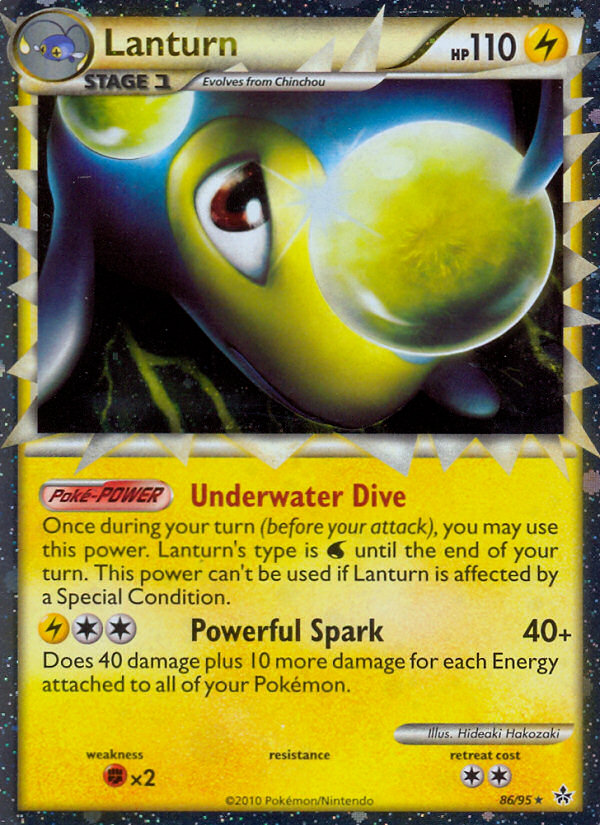 Lanturn
HP110
STAGE 1 Evolves from Chinchou
Poké-POWER Underwater Dive
Once during your turn (before your attack), you may use
this power. Lanturn's type is until the end of your
turn. This power can't be used if Lanturn is affected by
a Special Condition.
Powerful Spark 40+
Does 40 damage plus 10 more damage for each Energy
attached to all of your Pokémon.
Illus. Hideaki Hakozaki
weakness resistance retreat cost
×2
©2010 Pokémon/Nintendo 86/95